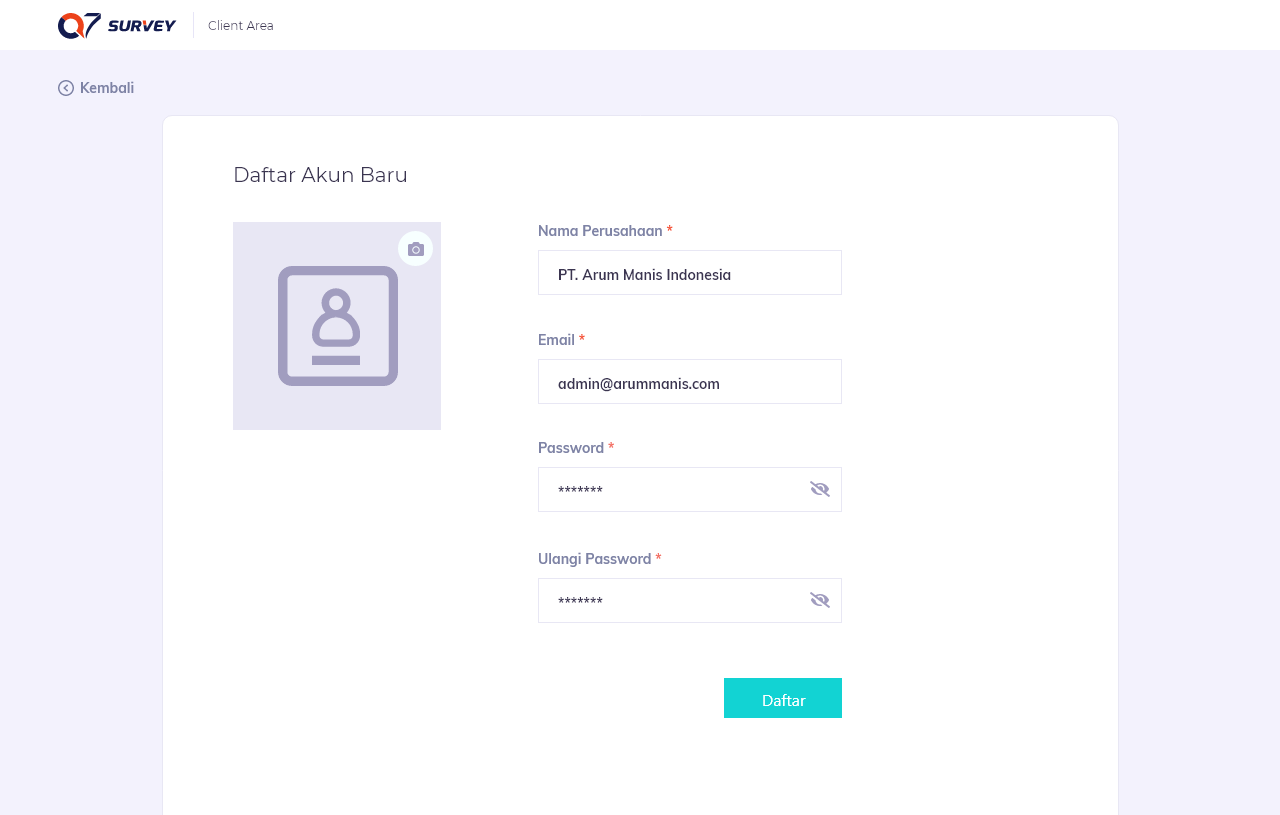 Q7 SURVEY Client Area
Kembali
Daftar Akun Baru
Nama Perusahaan *
PT. Arum Manis Indonesia
Email *
admin@arummanis.com
Password *
*******
Ulangi Password *
*******
Daftar